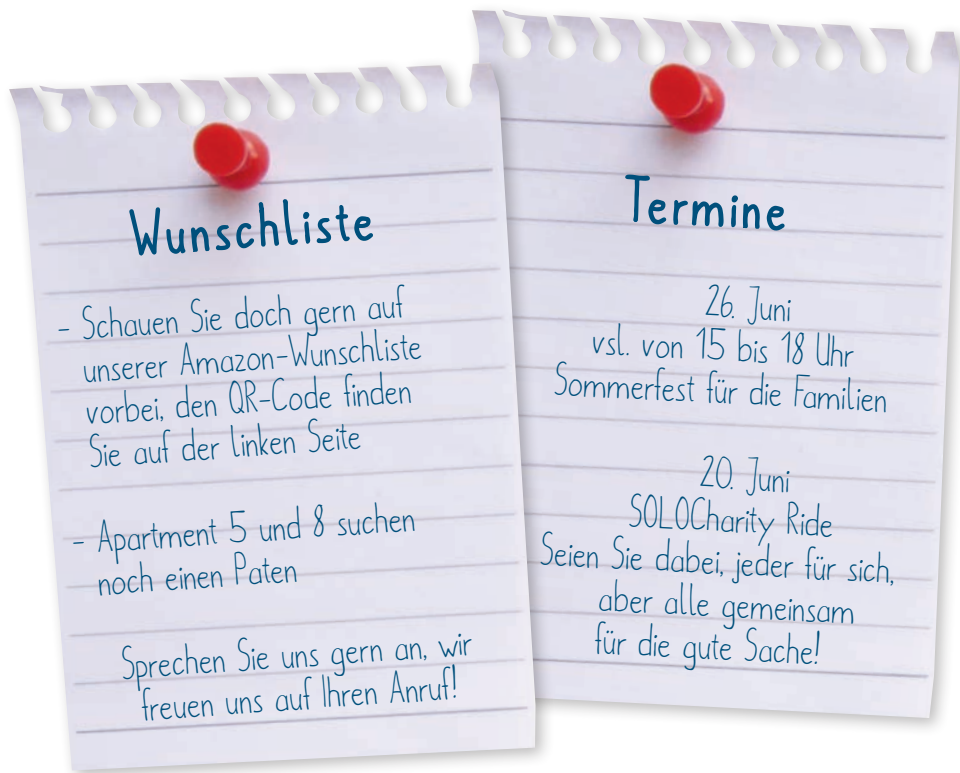 Wunschliste
- Schauen Sie doch gern auf
unserer Amazon-Wunschliste
vorbei, den QR-Code finden
Sie auf der linken Seite
- Apartment 5 und 8 suchen
noch einen Paten
Sprechen Sie uns gern an, wir
freuen uns auf Ihren Anruf!
Termine
26. Juni
vsl. von 15 bis 18 Uhr
Sommerfest für die Familien
20. Juni
SOLOCharity Ride
Seien Sie dabei, jeder für sich,
aber alle gemeinsam
für die gute Sache!